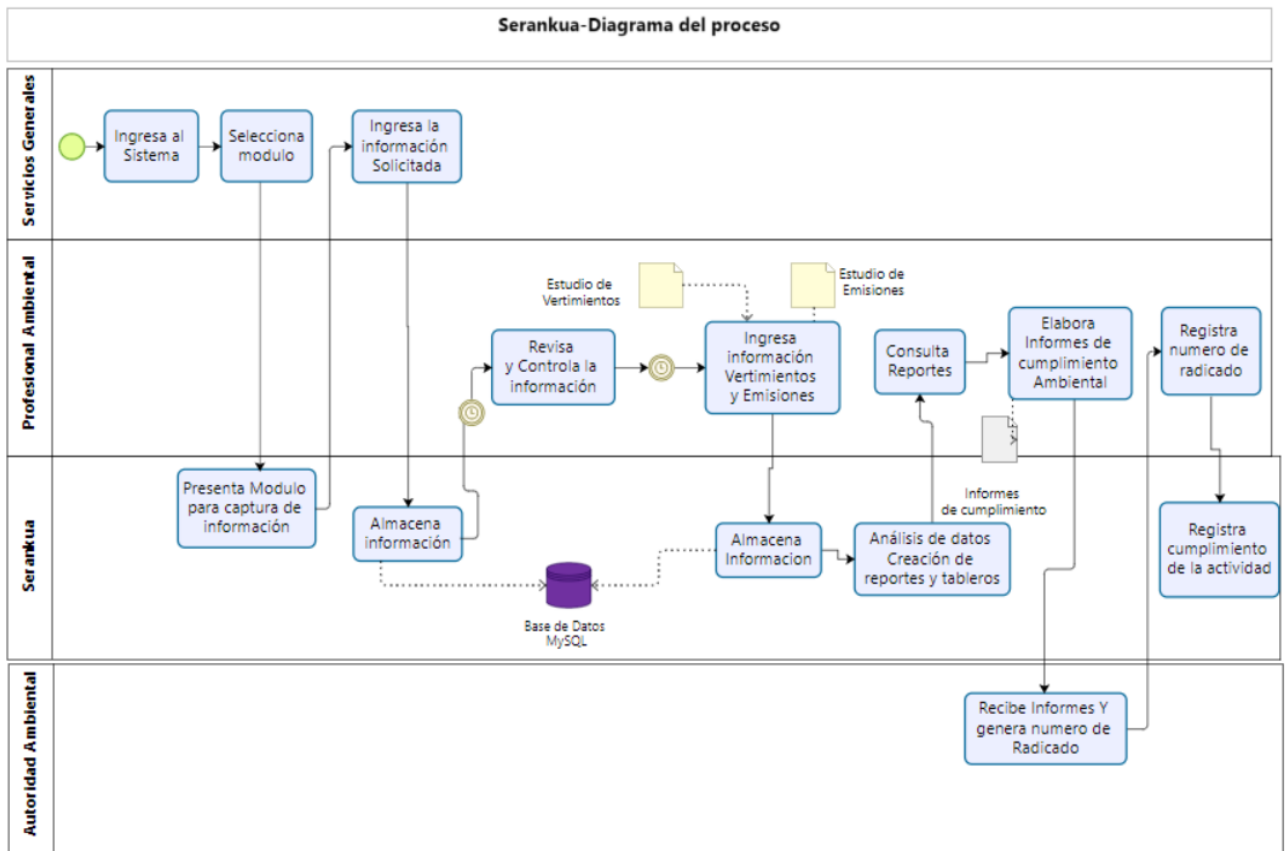 Serankua-Diagrama del proceso
Servicios Generales
Ingresa al
Sistema
Selecciona
modulo
Ingresa la
información
Solicitada
Profesional Ambiental
Estudio de
Vertimientos
Estudio de
Emisiones
Revisa
y Controla la
información
Ingresa
información
Vertimientos
y Emisiones
Consulta
Reportes
Elabora
Informes de
cumplimiento
Ambiental
Registra
numero de
radicado
Serankua
Presenta Modulo
para captura de
información
Almacena
información
Base de Datos
MySQL
Almacena
Informacion
Análisis de datos
Creación de
reportes y tableros
Informes
de cumplimiento
Registra
cumplimiento
de la actividad
Autoridad Ambiental
Recibe Informes Y
genera numero de
Radicado